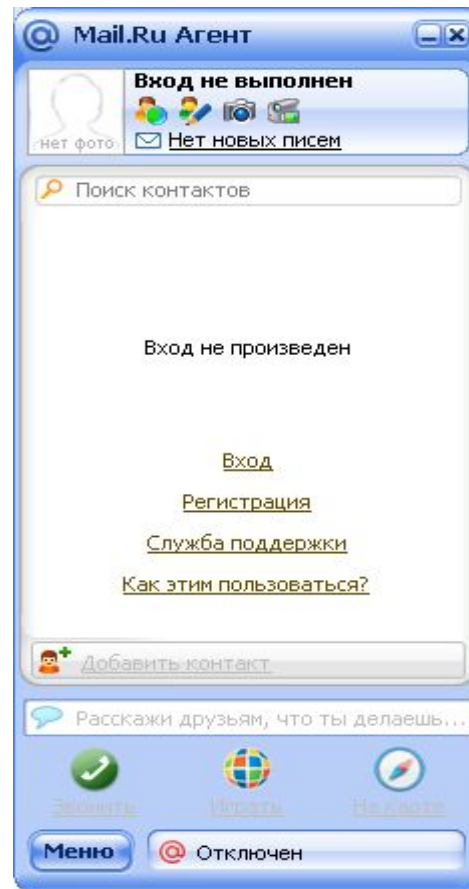 Mail.Ru Агент
Вход не выполнен
нет фото
Нет новых писем
Поиск контактов
Вход не произведен
Вход
Регистрация
Служба поддержки
Как этим пользоваться?
Добавить контакт
Расскажи друзьям, что ты делаешь...
Звонить Играть На карте
Меню Отключен